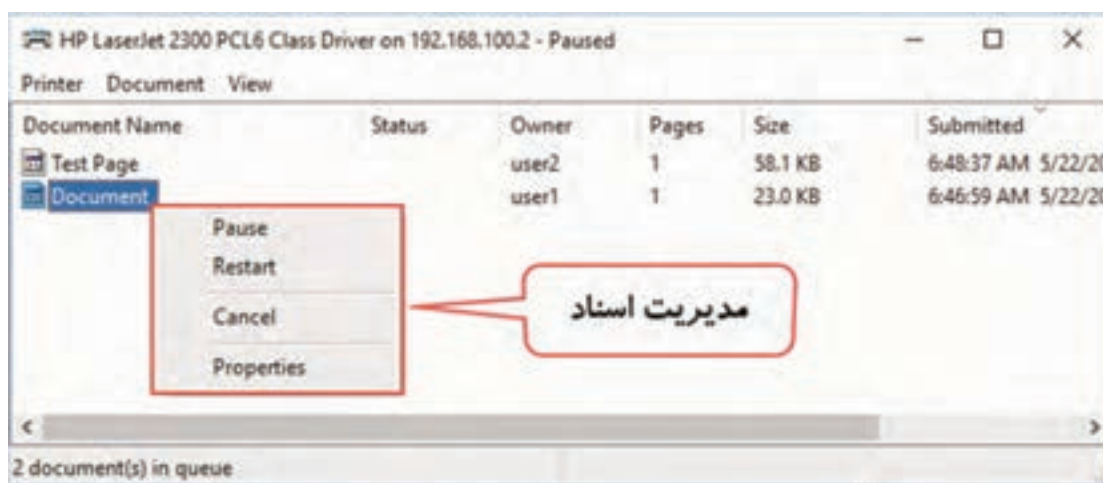 HP LaserJet 2300 PCL6 Class Driver on 192.168.100.2 - Paused
Printer Document View
Document Name Status Owner Pages Size Submitted
Test Page user2 1 58.1 KB 6:48:37 AM 5/22/20
Document user1 1 23.0 KB 6:46:59 AM 5/22/20
Pause
Restart
Cancel
Properties
مدیریت اسناد
2 document(s) in queue